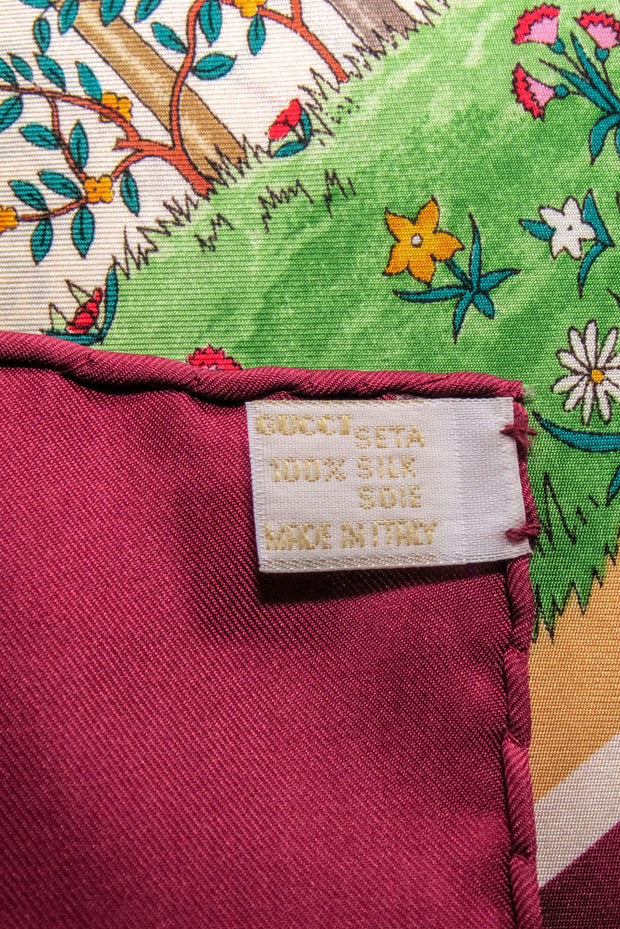 GUCCI SETA
100% SILK
SOIE
MADE IN ITALY